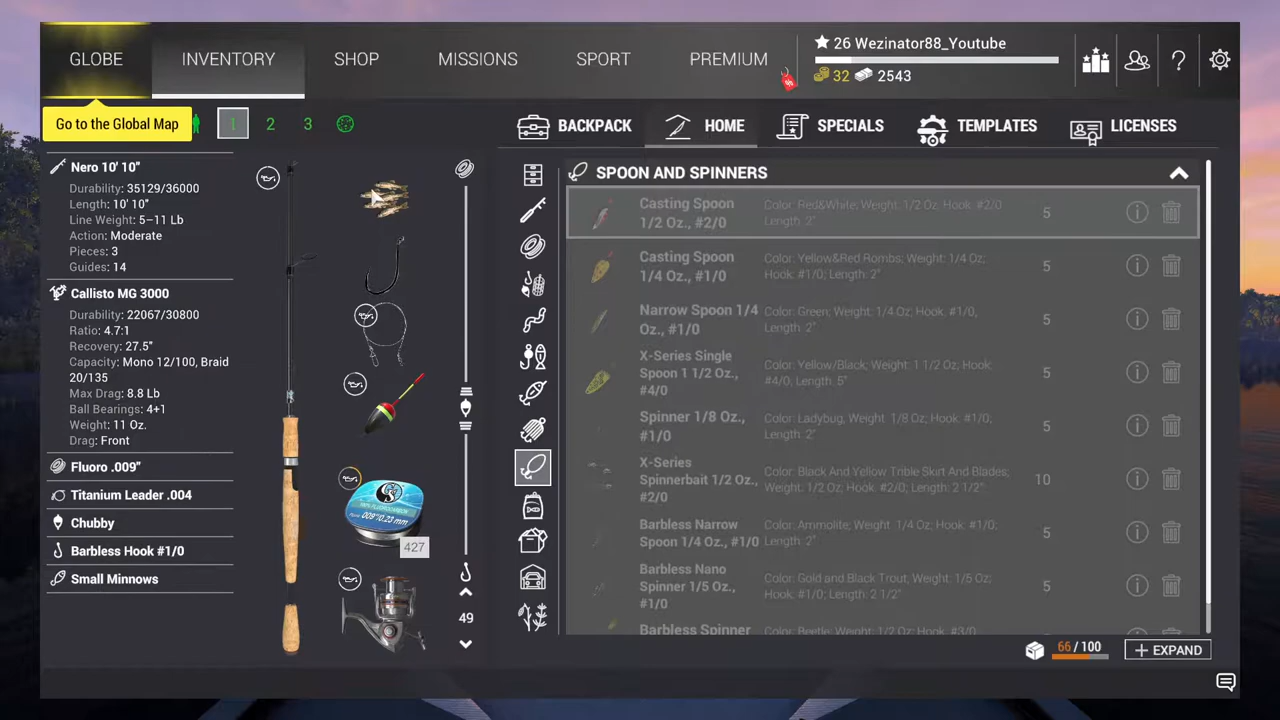 GLOBE
INVENTORY
SHOP
MISSIONS
SPORT
PREMIUM
26 Wezinator88_Youtube
32 2543
Go to the Global Map
1 2 3
BACKPACK
HOME
SPECIALS
TEMPLATES
LICENSES
Nero 10' 10"
Durability: 35129/36000
Length: 10' 10"
Line Weight: 5–11 Lb
Action: Moderate
Pieces: 3
Guides: 14
Callisto MG 3000
Durability: 22067/30800
Ratio: 4.7:1
Recovery: 27.5"
Capacity: Mono 12/100, Braid
20/135
Max Drag: 8.8 Lb
Ball Bearings: 4+1
Weight: 11 Oz.
Drag: Front
Fluoro .009"
Titanium Leader .004
Chubby
Barbless Hook #1/0
Small Minnows
427
49
SPOON AND SPINNERS
Casting Spoon
1/2 Oz., #2/0
Color: Red&White; Weight: 1/2 Oz; Hook: #2/0
Length: 2"
5
Casting Spoon
1/4 Oz., #1/0
Color: Yellow&Red Rombs; Weight: 1/4 Oz;
Hook: #1/0; Length: 2"
5
Narrow Spoon 1/4
Oz., #1/0
Color: Green; Weight: 1/4 Oz; Hook: #1/0,
Length: 2"
5
X-Series Single
Spoon 1 1/2 Oz.,
#4/0
Color: Yellow/Black; Weight: 1 1/2 Oz; Hook:
#4/0, Length: 5"
5
Spinner 1/8 Oz.,
#1/0
Color: Ladybug, Weight: 1/8 Oz; Hook: #1/0;
Length: 2"
5
X-Series
Spinnerbait 1/2 Oz.,
#2/0
Color: Black And Yellow Trible Skirt And Blades;
Weight: 1/2 Oz; Hook: #2/0; Length: 2 1/2"
10
Barbless Narrow
Spoon 1/4 Oz., #1/0
Color: Ammolite; Weight: 1/4 Oz; Hook: #1/0;
Length: 2"
5
Barbless Nano
Spinner 1/5 Oz.,
#1/0
Color: Gold and Black Trout, Weight: 1/5 Oz;
Hook: #1/0; Length: 2 1/2"
5
Barbless Spinner
Color: Beetle; Weight: 1/2 Oz; Hook: #3/0;
66 / 100
+ EXPAND